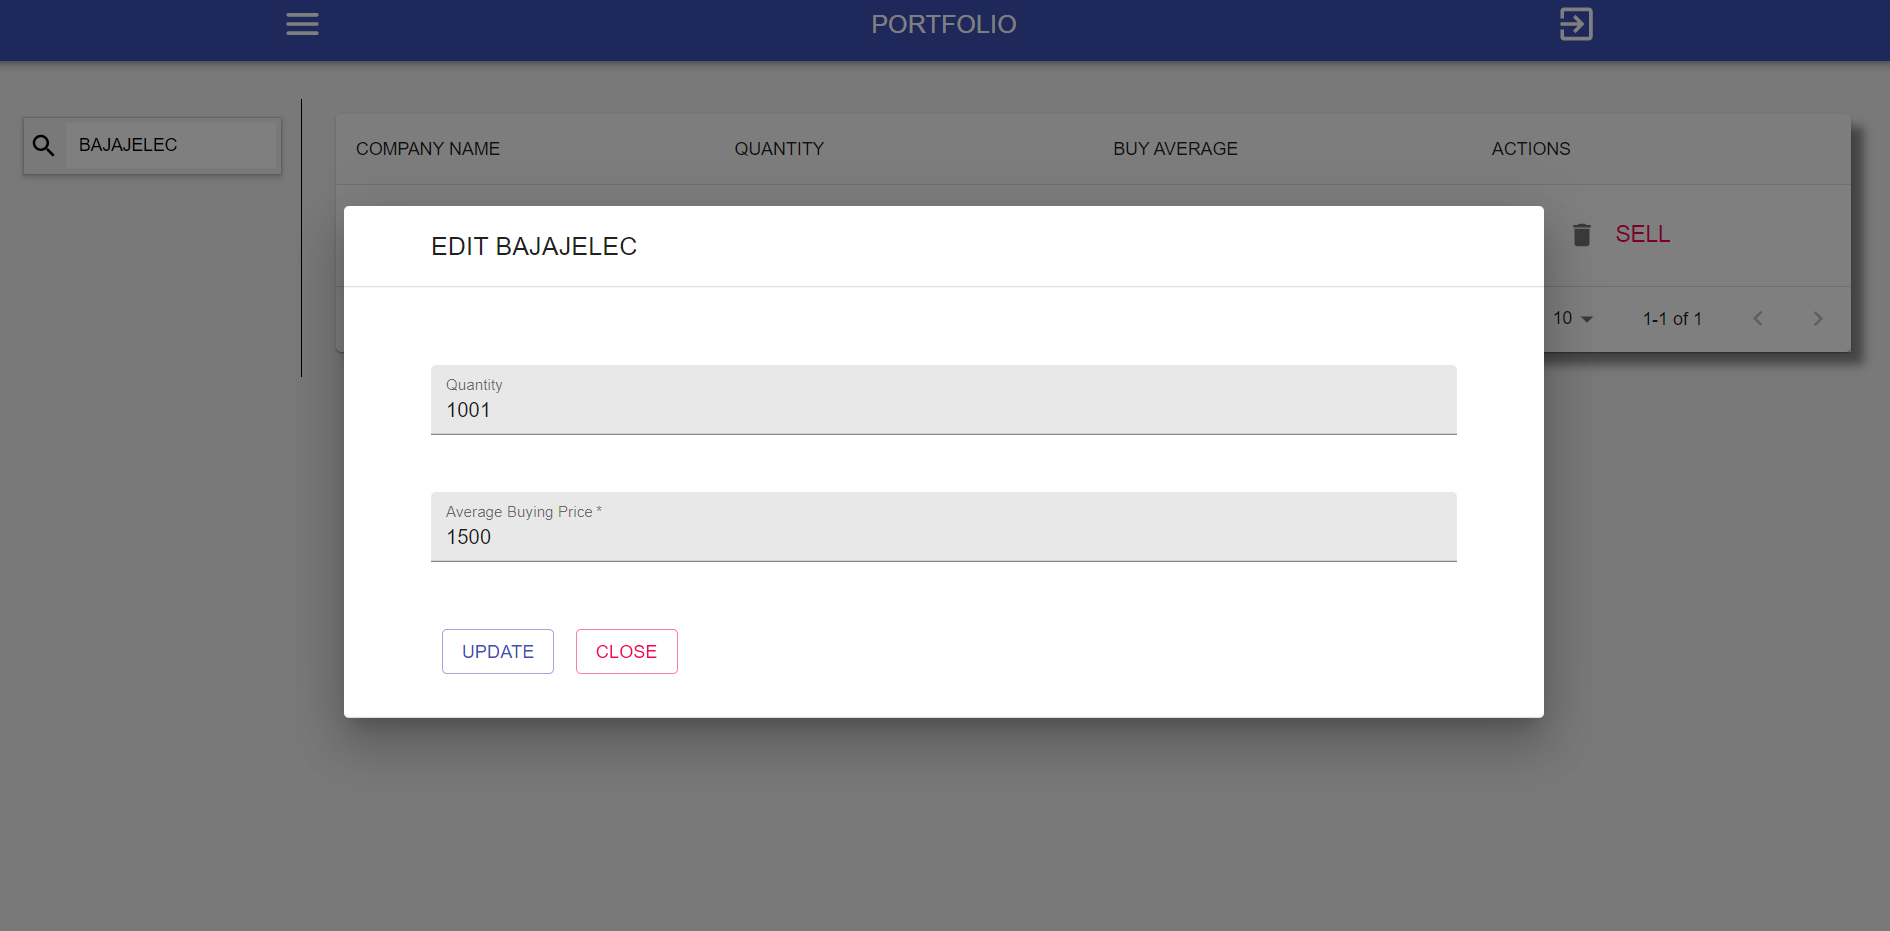 PORTFOLIO
BAJAJELEC
COMPANY NAME QUANTITY BUY AVERAGE ACTIONS
SELL
10 1-1 of 1
EDIT BAJAJELEC
Quantity
1001
Average Buying Price *
1500
UPDATE CLOSE